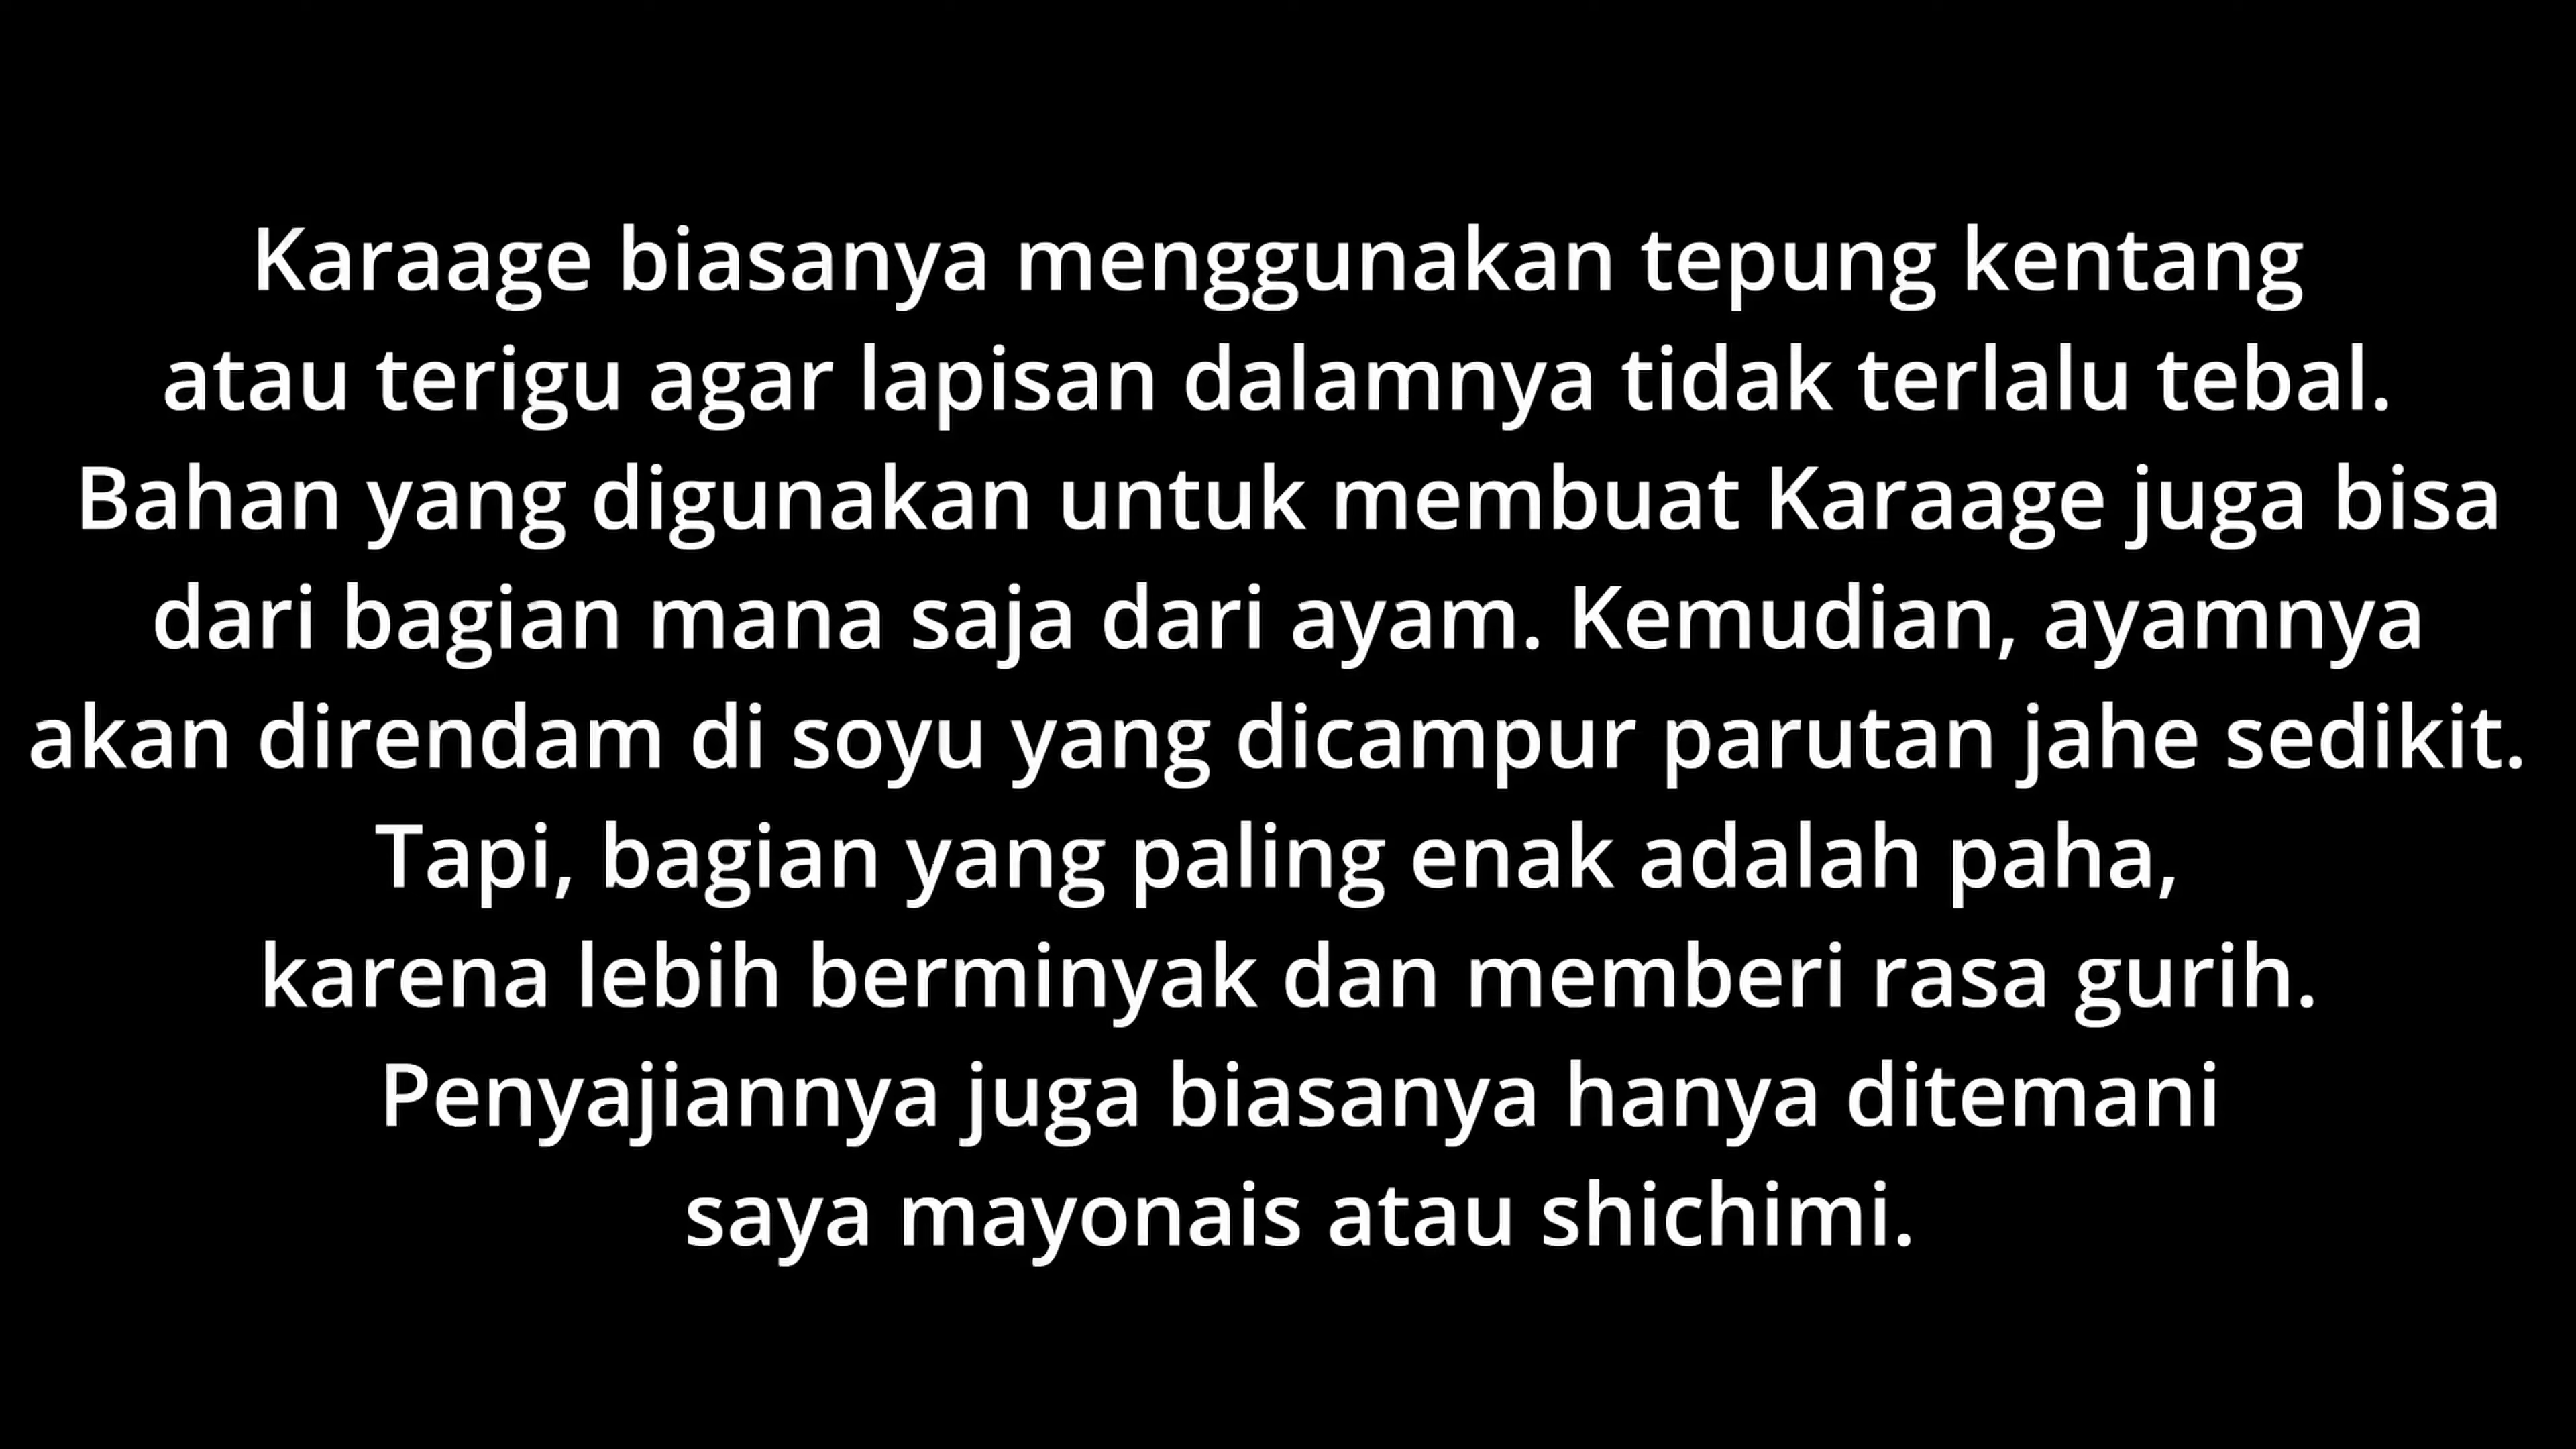 Karaage biasanya menggunakan tepung kentang
atau terigu agar lapisan dalamnya tidak terlalu tebal.
Bahan yang digunakan untuk membuat Karaage juga bisa
dari bagian mana saja dari ayam. Kemudian, ayamnya
akan direndam di soyu yang dicampur parutan jahe sedikit.
Tapi, bagian yang paling enak adalah paha,
karena lebih berminyak dan memberi rasa gurih.
Penyajiannya juga biasanya hanya ditemani
saya mayonais atau shichimi.